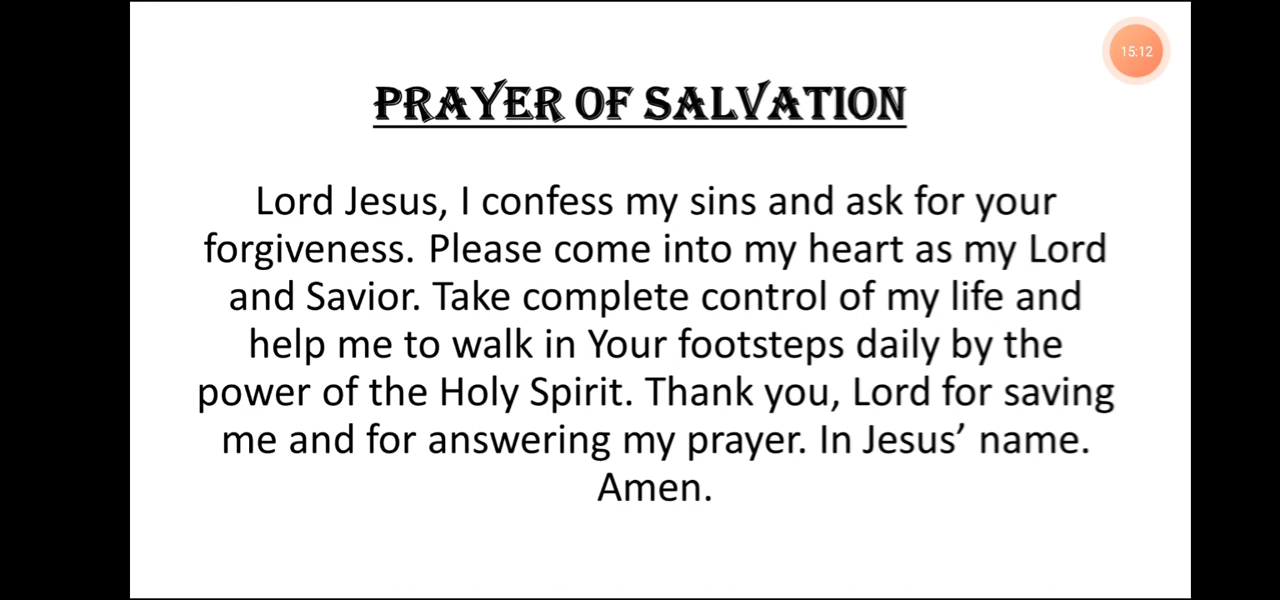 15:12
PRAYER OF SALVATION
Lord Jesus, I confess my sins and ask for your
forgiveness. Please come into my heart as my Lord
and Savior. Take complete control of my life and
help me to walk in Your footsteps daily by the
power of the Holy Spirit. Thank you, Lord for saving
me and for answering my prayer. In Jesus’ name.
Amen.